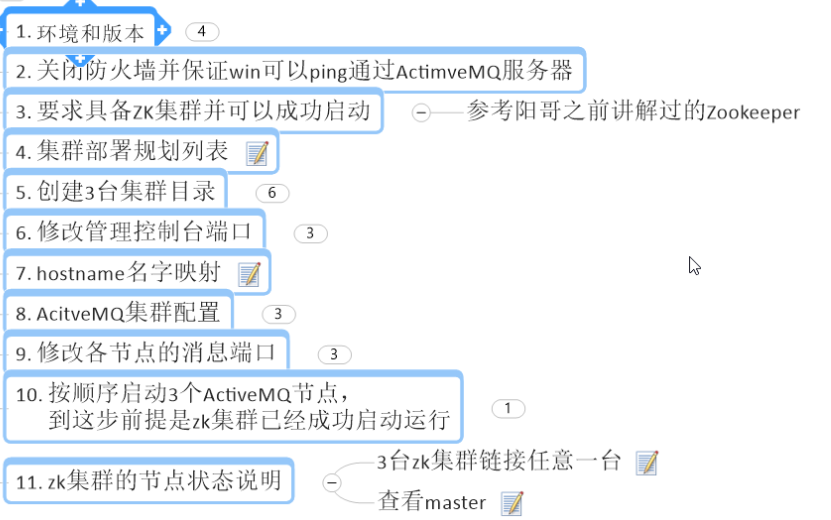 1. 环境和版本 4
2. 关闭防火墙并保证win可以ping通过ActimveMQ服务器
3. 要求具备ZK集群并可以成功启动 参考阳哥之前讲解过的Zookeeper
4. 集群部署规划列表
5. 创建3台集群目录 6
6. 修改管理控制台端口 3
7. hostname名字映射
8. AcitveMQ集群配置 3
9. 修改各节点的消息端口 3
10. 按顺序启动3个ActiveMQ节点，
到这步前提是zk集群已经成功启动运行 1
11. zk集群的节点状态说明
3台zk集群链接任意一台
查看master